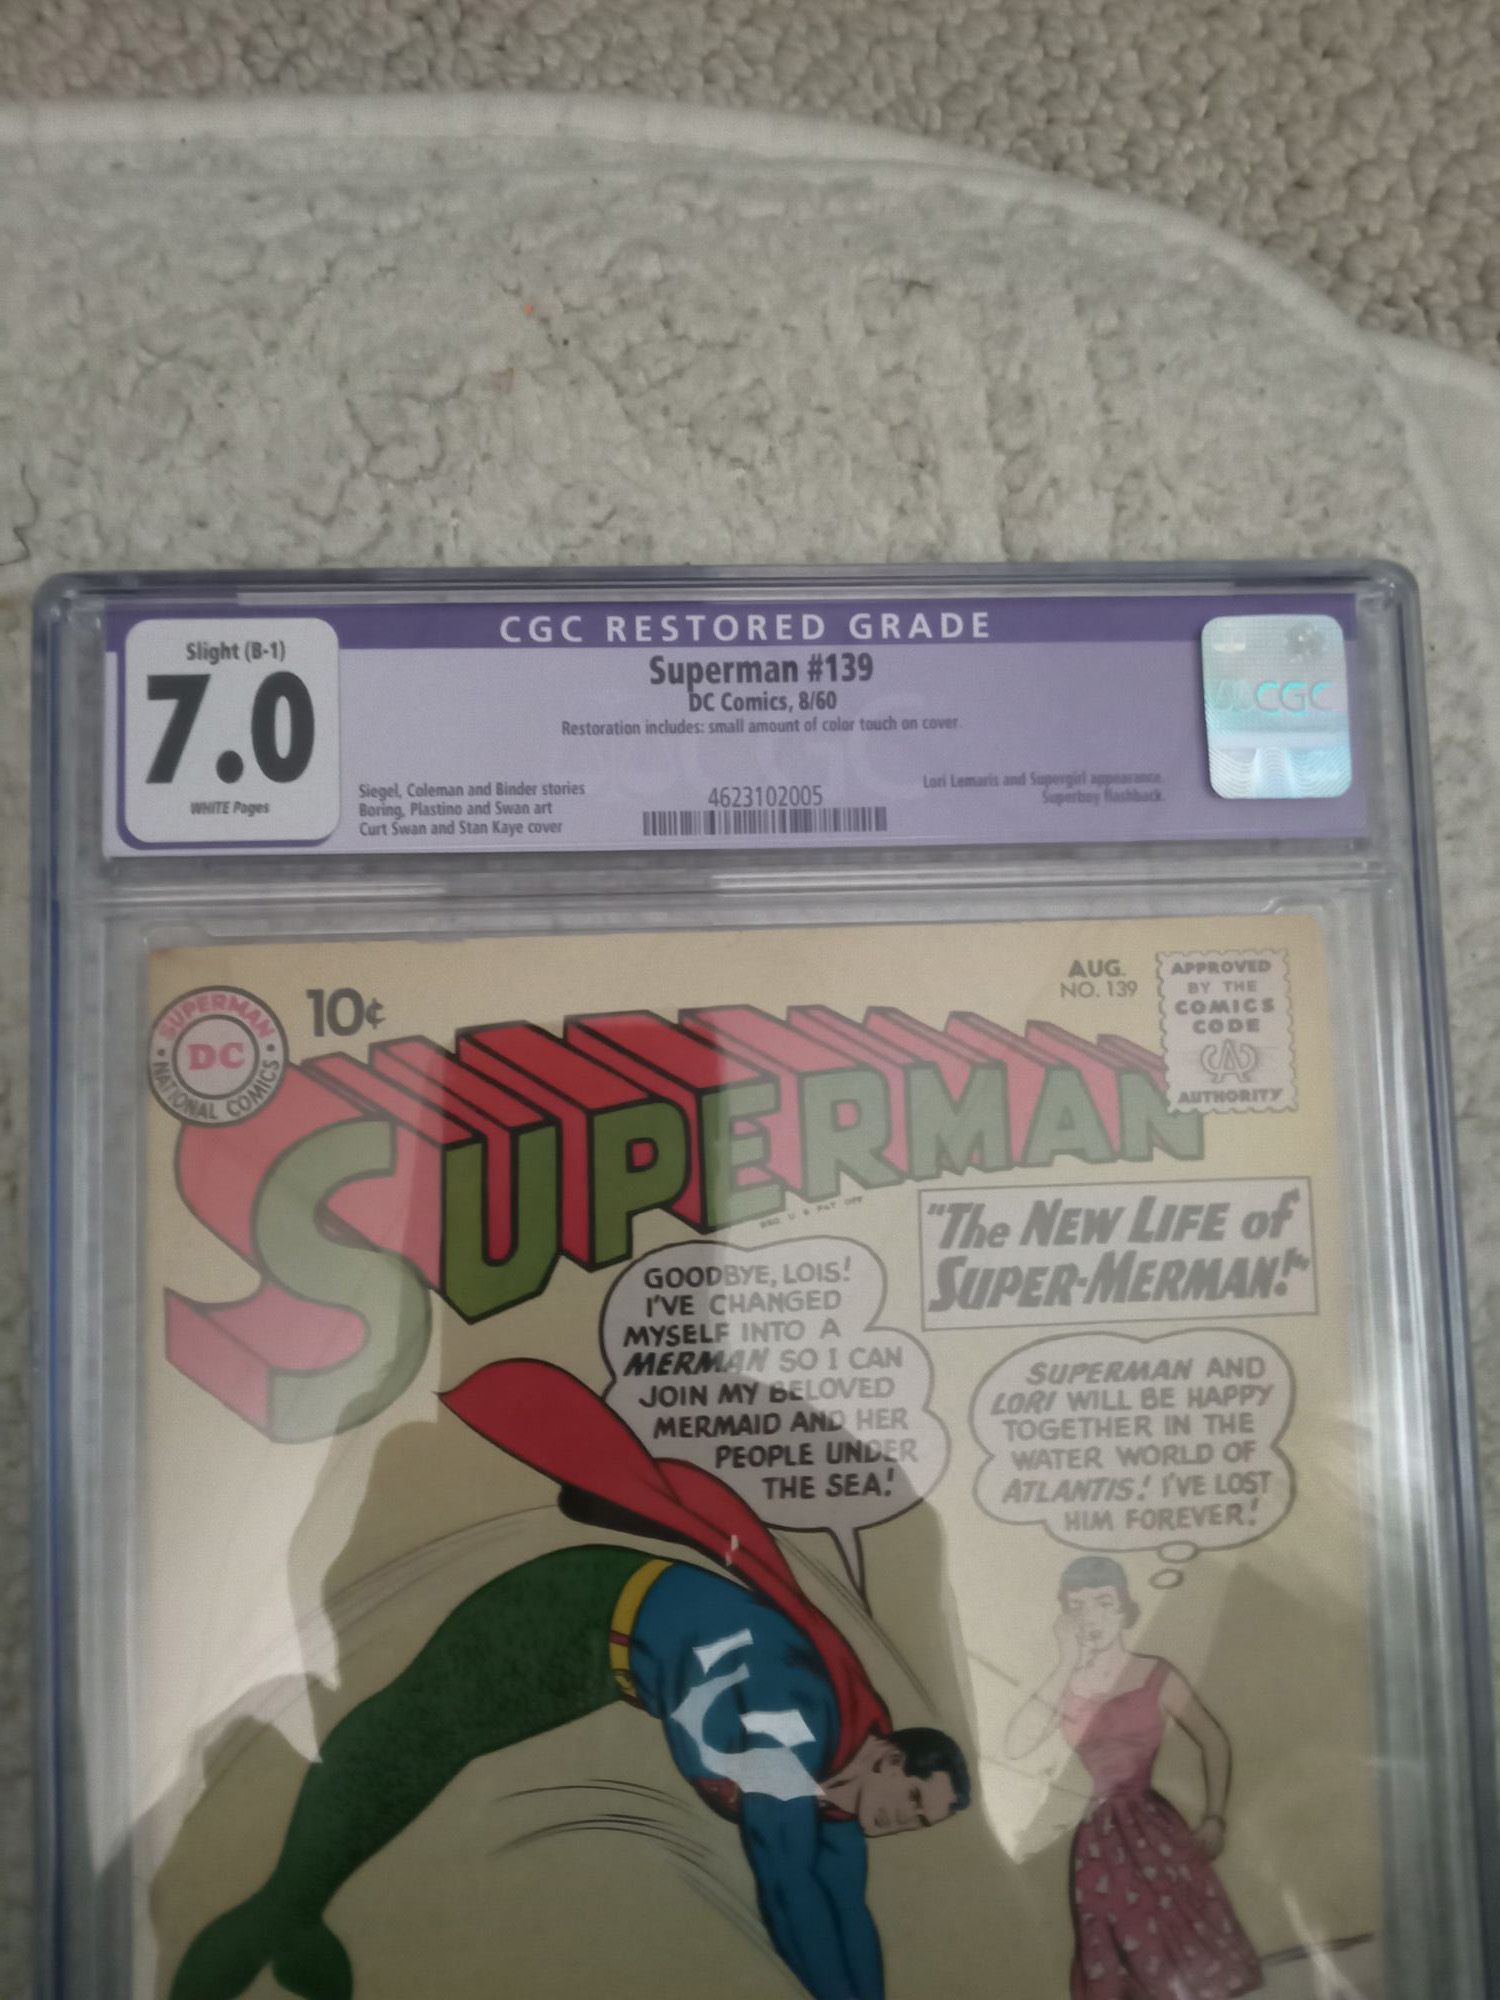 CGC RESTORED GRADE
Slight (B-1)
7.0
WHITE Pages
Superman #139
DC Comics, 8/60
Restoration includes: small amount of color touch on cover.
Siegel, Coleman and Binder stories
Boring, Plastino and Swan art
Curt Swan and Stan Kaye cover
4623102005
Lori Lemaris and Supergirl appearance.
Superboy flashback.
CGC
SUPERMAN
DC
NATIONAL COMICS
10¢
AUG.
NO. 139
APPROVED
BY THE
COMICS
CODE
AUTHORITY
SUPERMAN
REG. U. S. PAT. OFF.
"The NEW LIFE of
SUPER-MERMAN!"
GOODBYE, LOIS!
I'VE CHANGED
MYSELF INTO A
MERMAN SO I CAN
JOIN MY BELOVED
MERMAID AND HER
PEOPLE UNDER
THE SEA!
SUPERMAN AND
LORI WILL BE HAPPY
TOGETHER IN THE
WATER WORLD OF
ATLANTIS! I'VE LOST
HIM FOREVER!